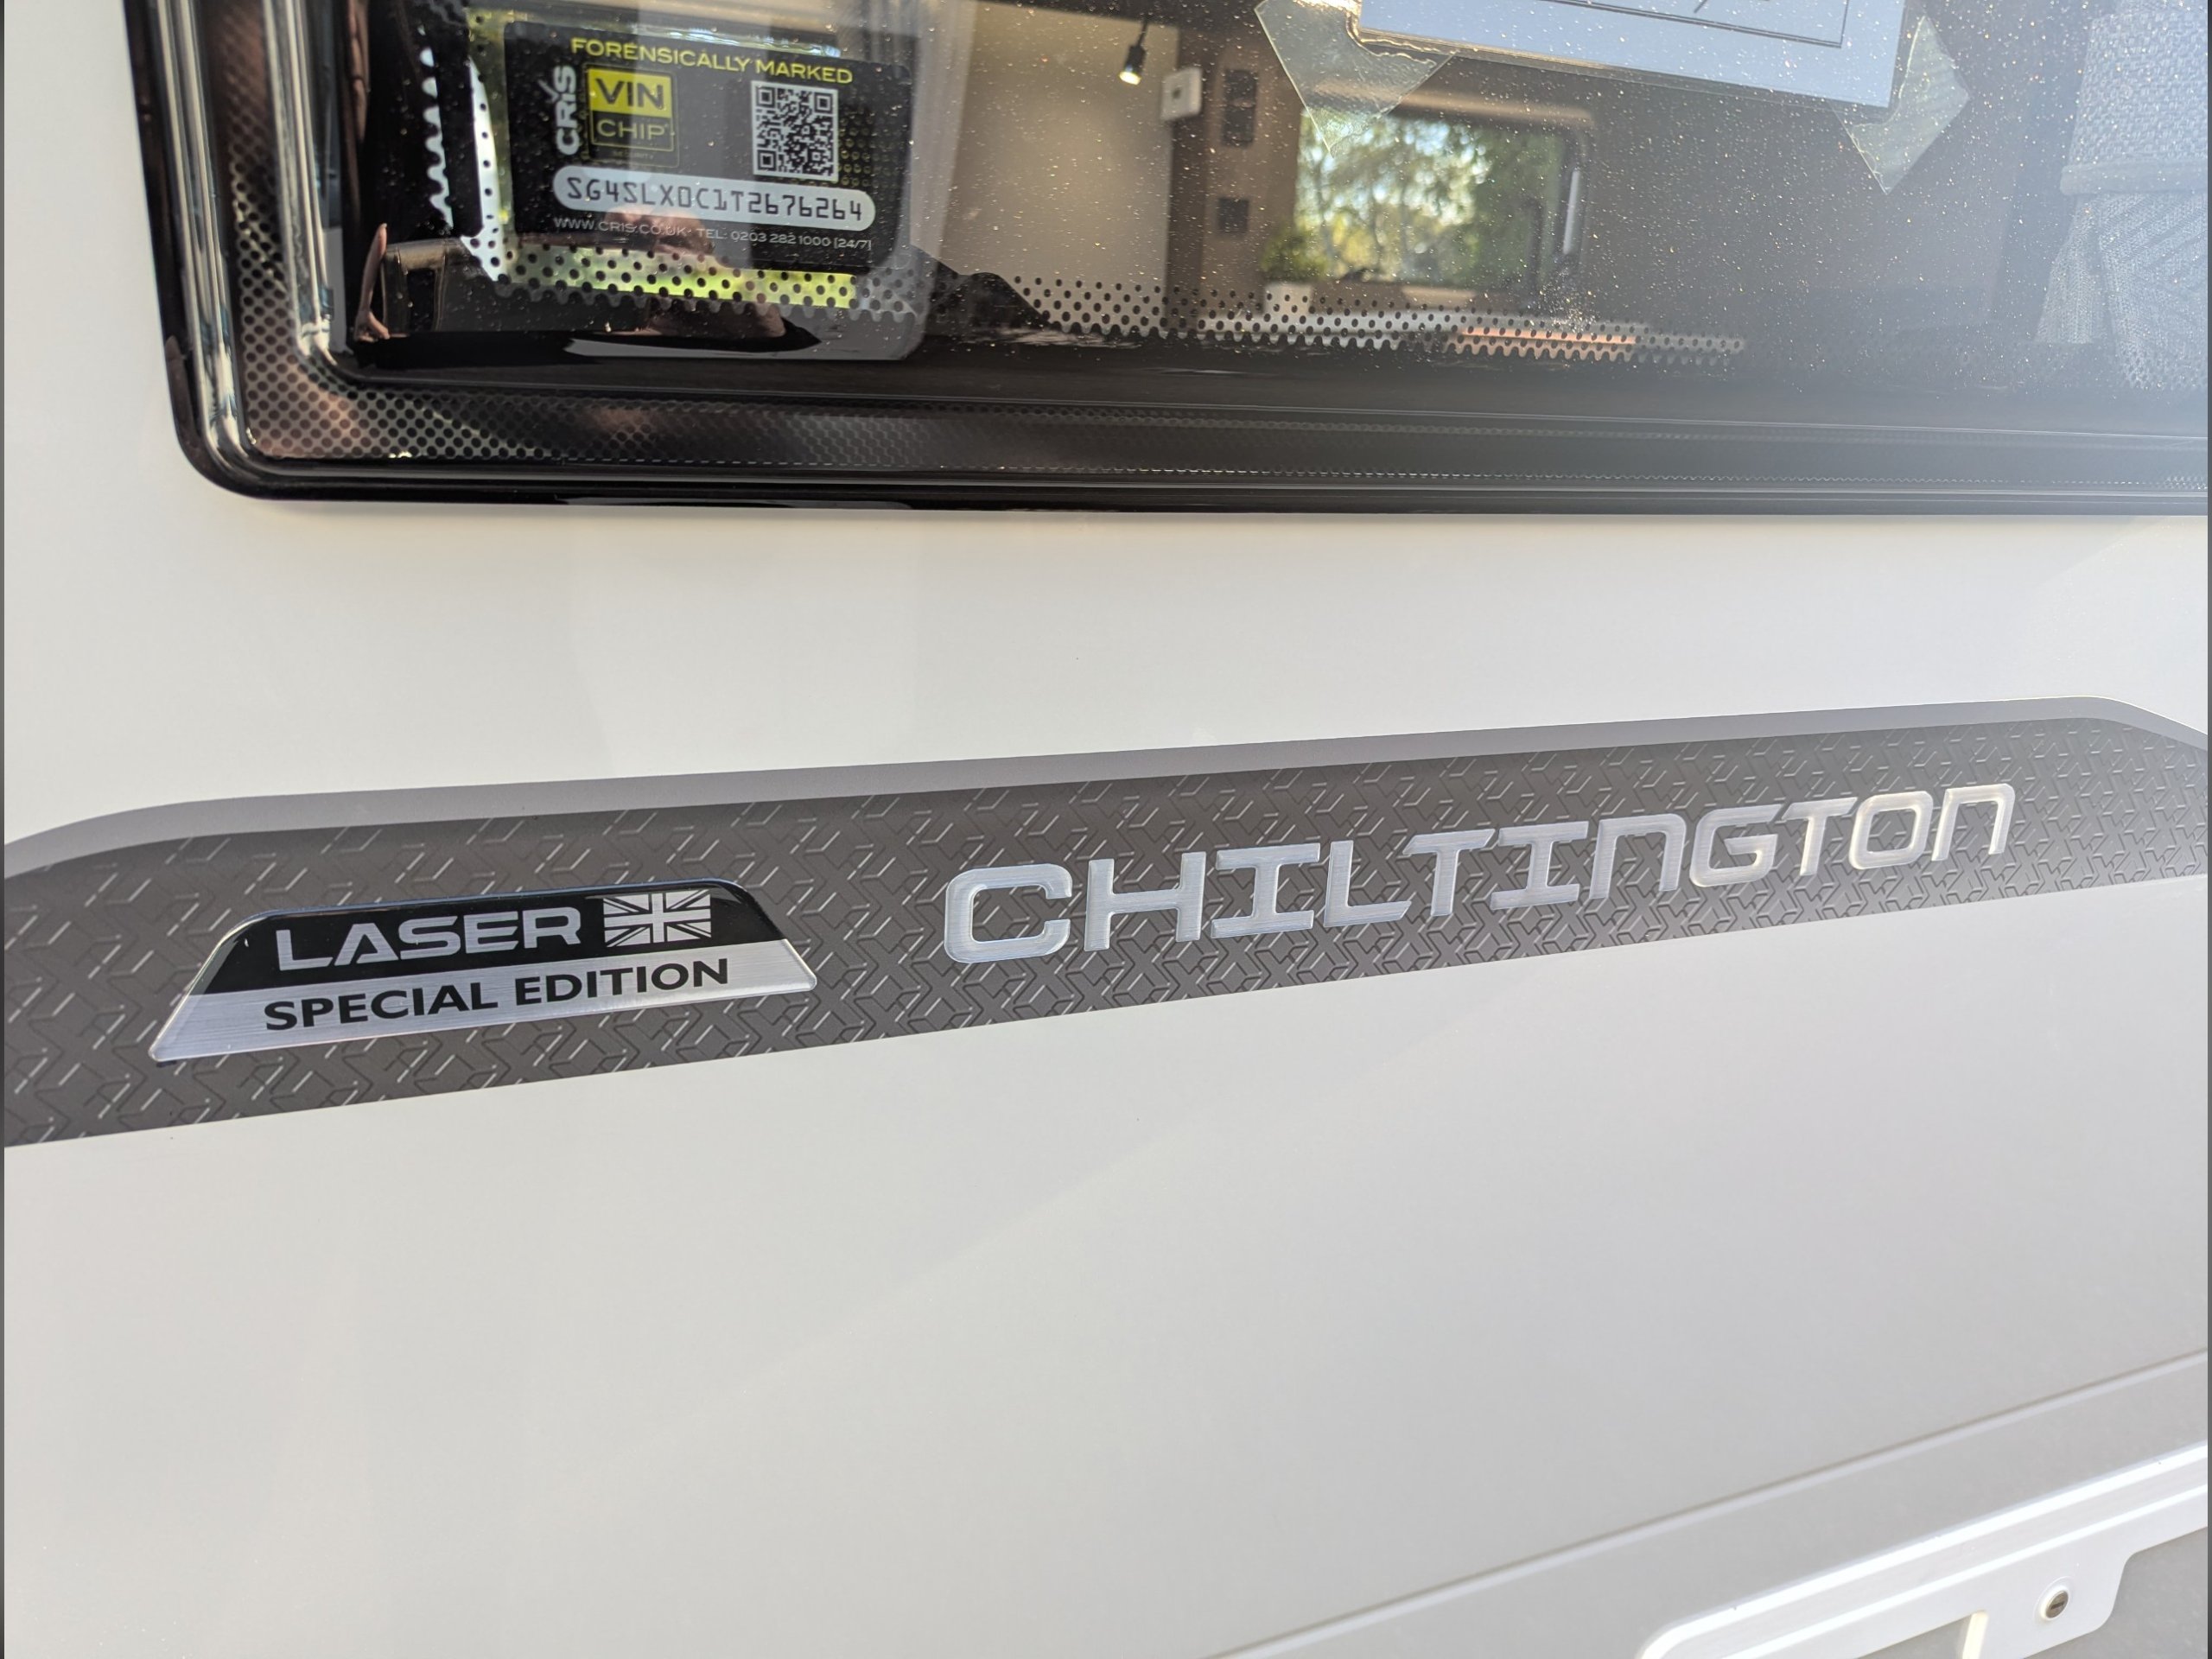 FORENSICALLY MARKED
CRiS
VIN
CHIP
SG4SLXDC1T2676264
WWW.CRIS.CO.UK· TEL: 0203 282 1000 (24/7)
LASER
SPECIAL EDITION
CHILTINGTON